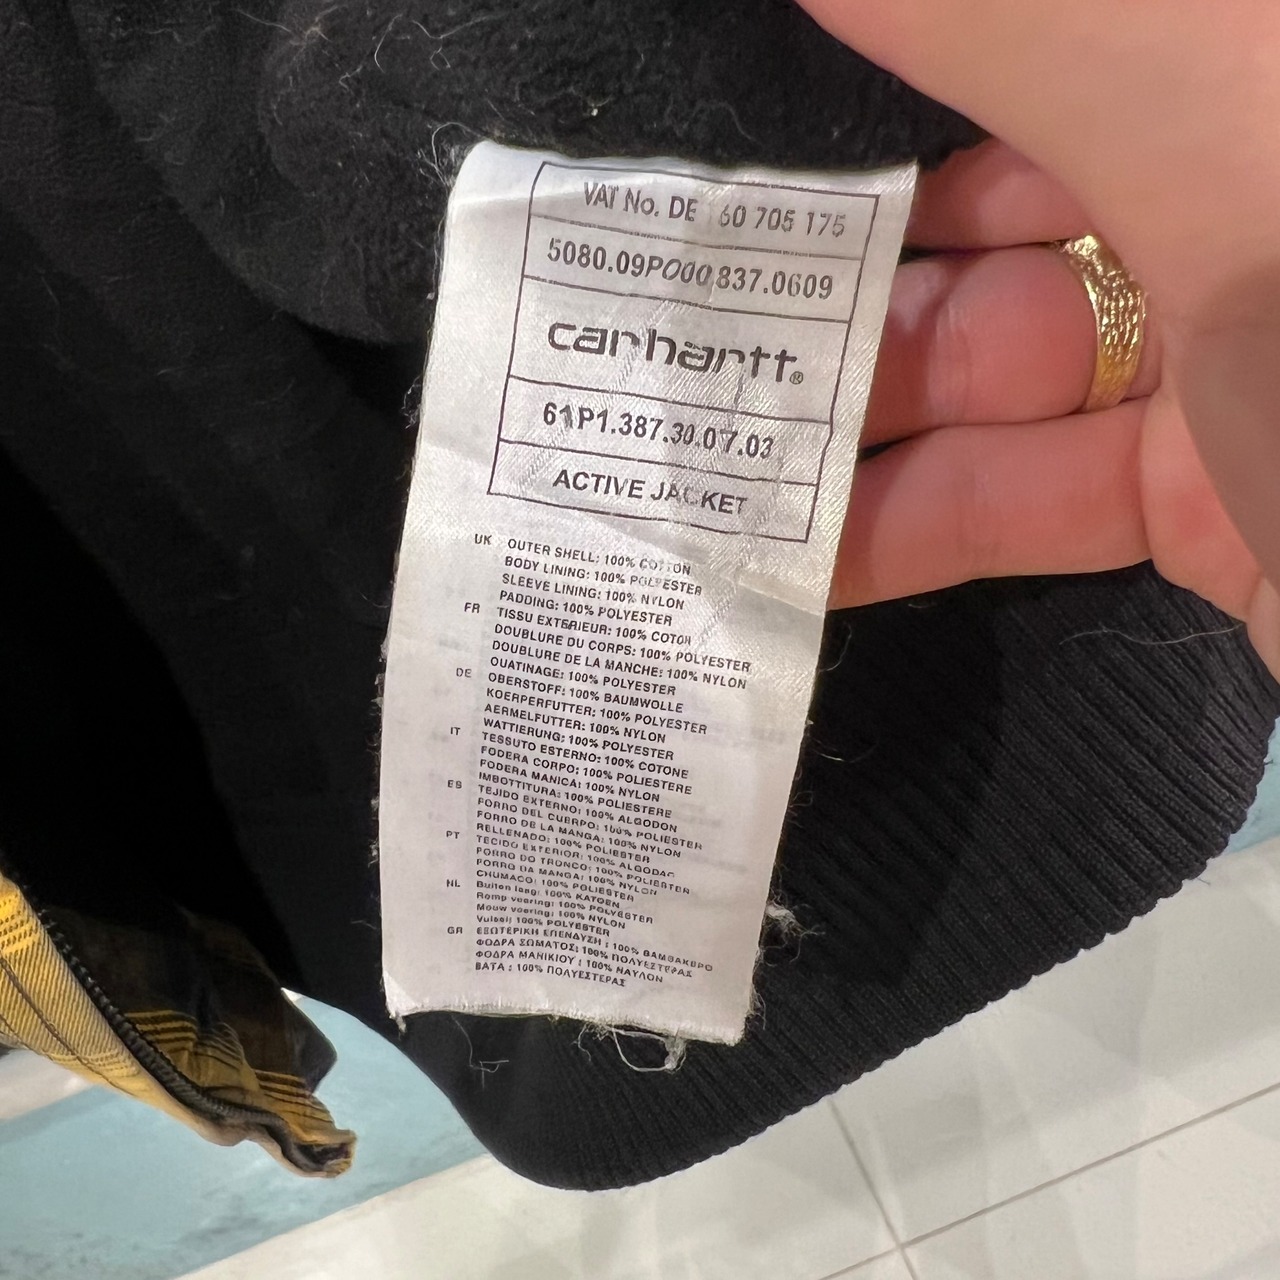 VAT No. DE 60 705 175
5080.09PO00837.0609
carhartt®
61P1.387.30.07.03
ACTIVE JACKET
UK OUTER SHELL: 100% COTTON
BODY LINING: 100% POLYESTER
SLEEVE LINING: 100% NYLON
PADDING: 100% POLYESTER
FR TISSU EXTERIEUR: 100% COTON
DOUBLURE DU CORPS: 100% POLYESTER
DOUBLURE DE LA MANCHE: 100% NYLON
OUATINAGE: 100% POLYESTER
DE OBERSTOFF: 100% BAUMWOLLE
KOERPERFUTTER: 100% POLYESTER
AERMELFUTTER: 100% NYLON
WATTIERUNG: 100% POLYESTER
IT TESSUTO ESTERNO: 100% COTONE
FODERA CORPO: 100% POLIESTERE
FODERA MANICA: 100% NYLON
IMBOTTITURA: 100% POLIESTERE
ES TEJIDO EXTERNO: 100% ALGODON
FORRO DEL CUERPO: 100% POLIESTER
FORRO DE LA MANGA: 100% NYLON
RELLENADO: 100% POLIESTER
PT TECIDO EXTERIOR: 100% ALGODAC
FORRO DO TRONCO: 100% POLIESTER
FORRO DA MANGA: 100% NYLON
CHUMACO: 100% POLIESTER
NL Buiten laag: 100% KATOEN
Romp voering: 100% POLYESTER
Mouw voering: 100% NYLON
Vulsel: 100% POLYESTER
GR ΕΞΩΤΕΡΙΚΗ ΕΠΕΝΔΥΣΗ : 100% ΒΑΜΒΑΚΕΡΟ
ΦΟΔΡΑ ΣΩΜΑΤΟΣ: 100% ΠΟΛΥΕΣΤΕΡΑΣ
ΦΟΔΡΑ ΜΑΝΙΚΙΟΥ : 100% ΝΑΥΛΟΝ
ΒΑΤΑ : 100% ΠΟΛΥΕΣΤΕΡΑΣ